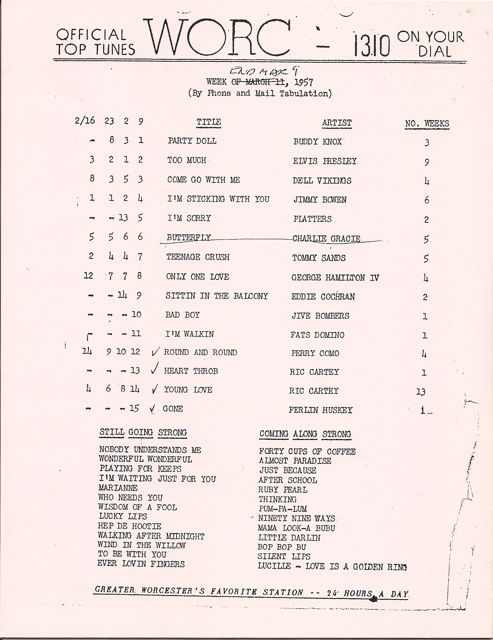 OFFICIAL TOP TUNES WORC - 1310 ON YOUR DIAL
END MAR 9
WEEK OF MARCH 11, 1957
(By Phone and Mail Tabulation)
2/16 23 2 9 TITLE ARTIST NO. WEEKS
- 8 3 1 PARTY DOLL BUDDY KNOX 3
3 2 1 2 TOO MUCH ELVIS PRESLEY 9
8 3 5 3 COME GO WITH ME DELL VIKINGS 4
1 1 2 4 I'M STICKING WITH YOU JIMMY BOWEN 6
- - 13 5 I'M SORRY PLATTERS 2
5 5 6 6 BUTTERFLY CHARLIE GRACIE 5
2 4 4 7 TEENAGE CRUSH TOMMY SANDS 5
12 7 7 8 ONLY ONE LOVE GEORGE HAMILTON IV 4
- - 14 9 SITTIN IN THE BALCONY EDDIE COCHRAN 2
- - - 10 BAD BOY JIVE BOMBERS 1
- - - 11 I'M WALKIN FATS DOMINO 1
14 9 10 12 ✓ ROUND AND ROUND PERRY COMO 4
- - - 13 ✓ HEART THROB RIC CARTEY 1
4 6 8 14 ✓ YOUNG LOVE RIC CARTEY 13
- - - 15 ✓ GONE FERLIN HUSKEY 1
STILL GOING STRONG COMING ALONG STRONG
NOBODY UNDERSTANDS ME FORTY CUPS OF COFFEE
WONDERFUL WONDERFUL ALMOST PARADISE
PLAYING FOR KEEPS JUST BECAUSE
I'M WAITING JUST FOR YOU AFTER SCHOOL
MARIANNE RUBY PEARL
WHO NEEDS YOU THINKING
WISDOM OF A FOOL PUM-PA-LUM
LUCKY LIPS NINETY NINE WAYS
HEP DE HOOTIE MAMA LOOK-A BUBU
WALKING AFTER MIDNIGHT LITTLE DARLIN
WIND IN THE WILLOW BOP BOP BU
TO BE WITH YOU SILENT LIPS
EVER LOVIN FINGERS LUCILLE - LOVE IS A GOLDEN RING
GREATER WORCESTER'S FAVORITE STATION -- 24 HOURS A DAY